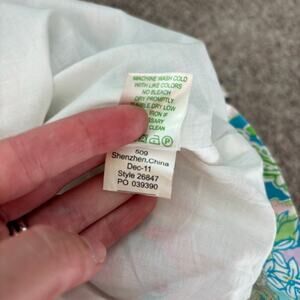 MACHINE WASH COLD
WITH LIKE COLORS
NO BLEACH
DRY PROMPTLY
DRY LOW
IRON IF
SSARY
CLEAN
P
509
Shenzhen,China
Dec-11
Style 26847
PO 039390